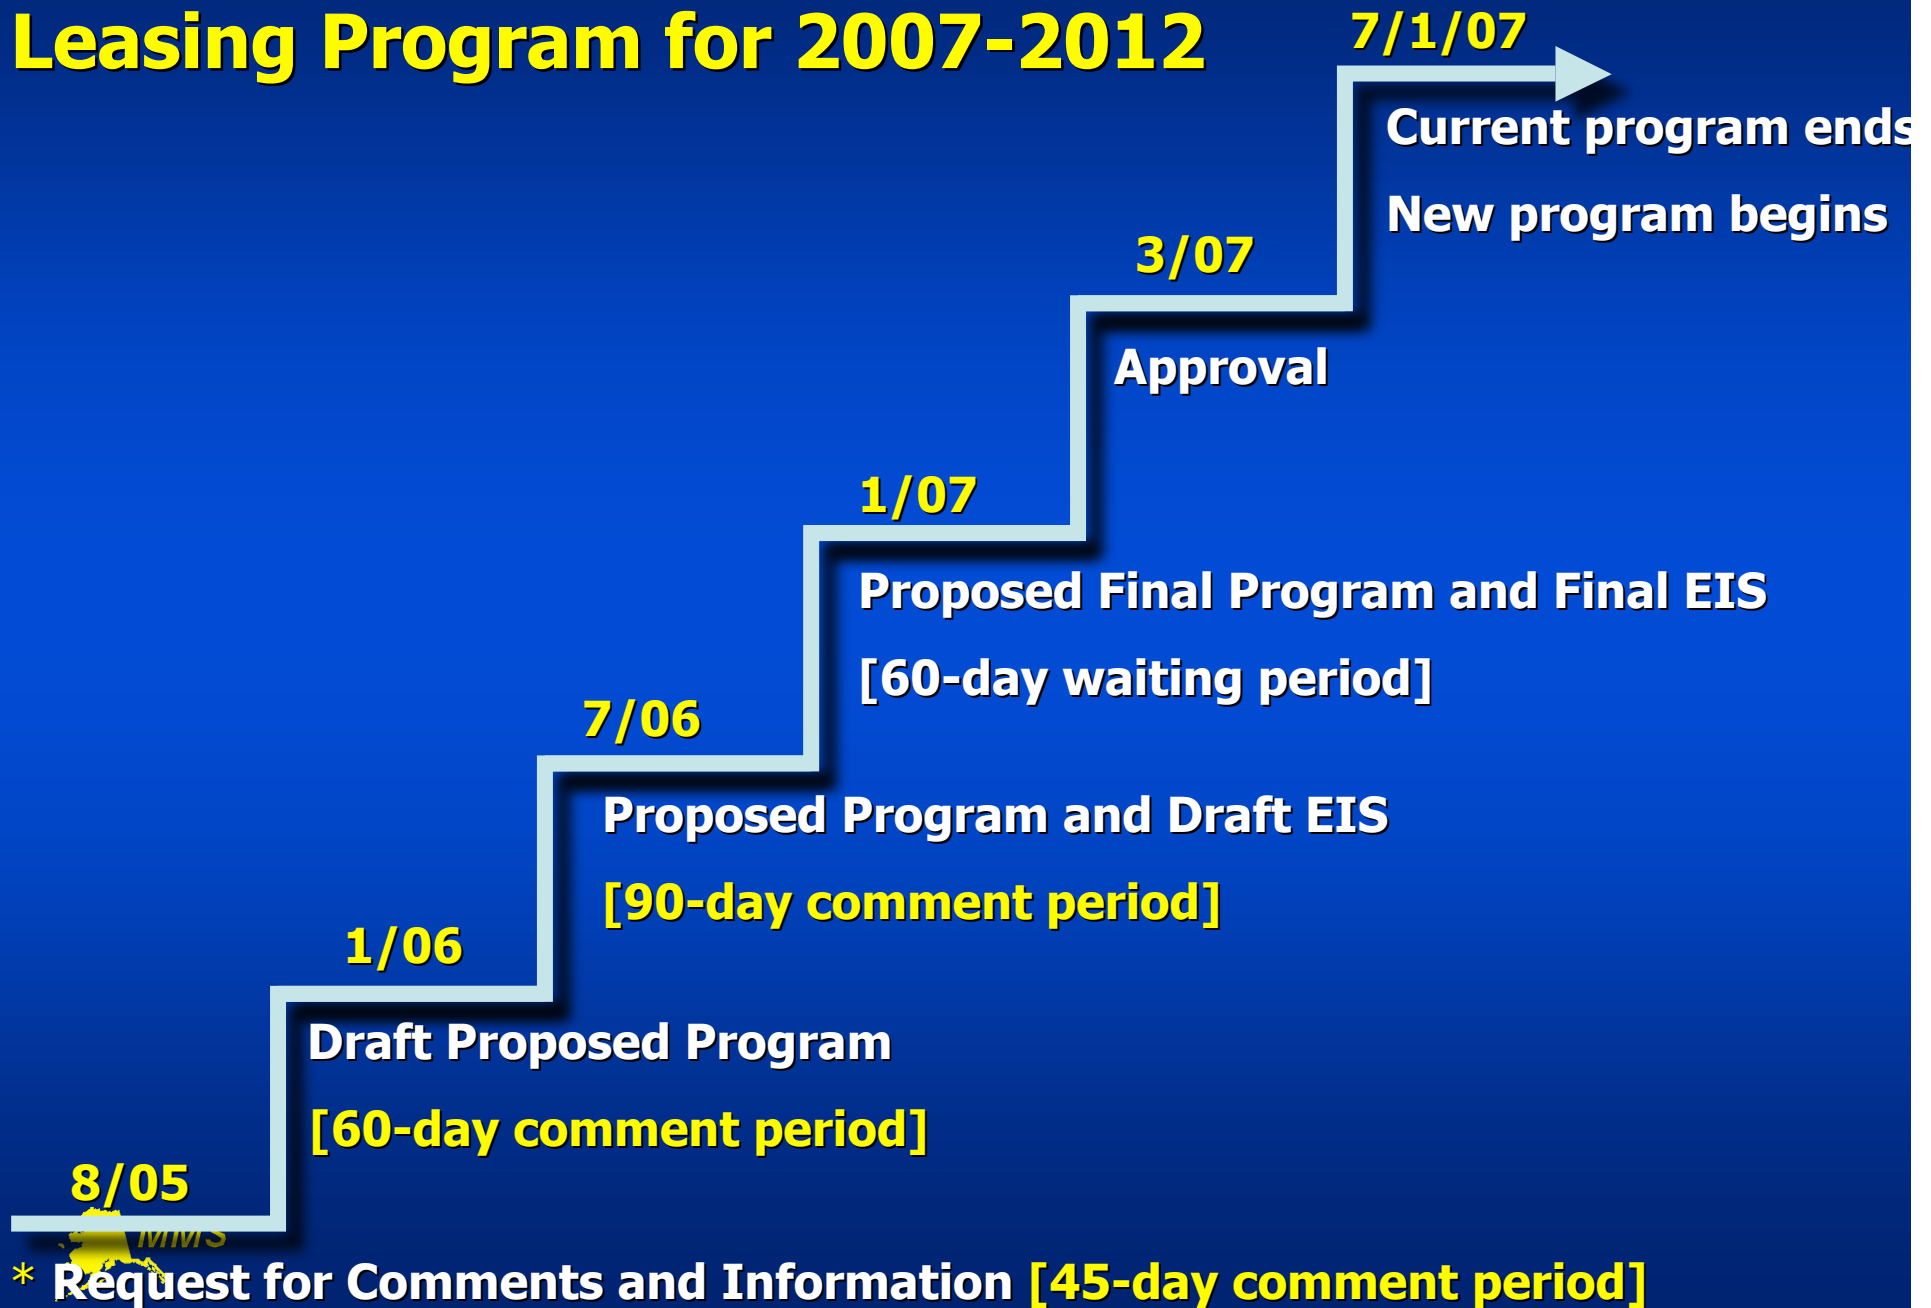 Leasing Program for 2007-2012
7/1/07
Current program ends
New program begins
3/07
Approval
1/07
Proposed Final Program and Final EIS
[60-day waiting period]
7/06
Proposed Program and Draft EIS
[90-day comment period]
1/06
Draft Proposed Program
[60-day comment period]
8/05
MMS
* Request for Comments and Information [45-day comment period]